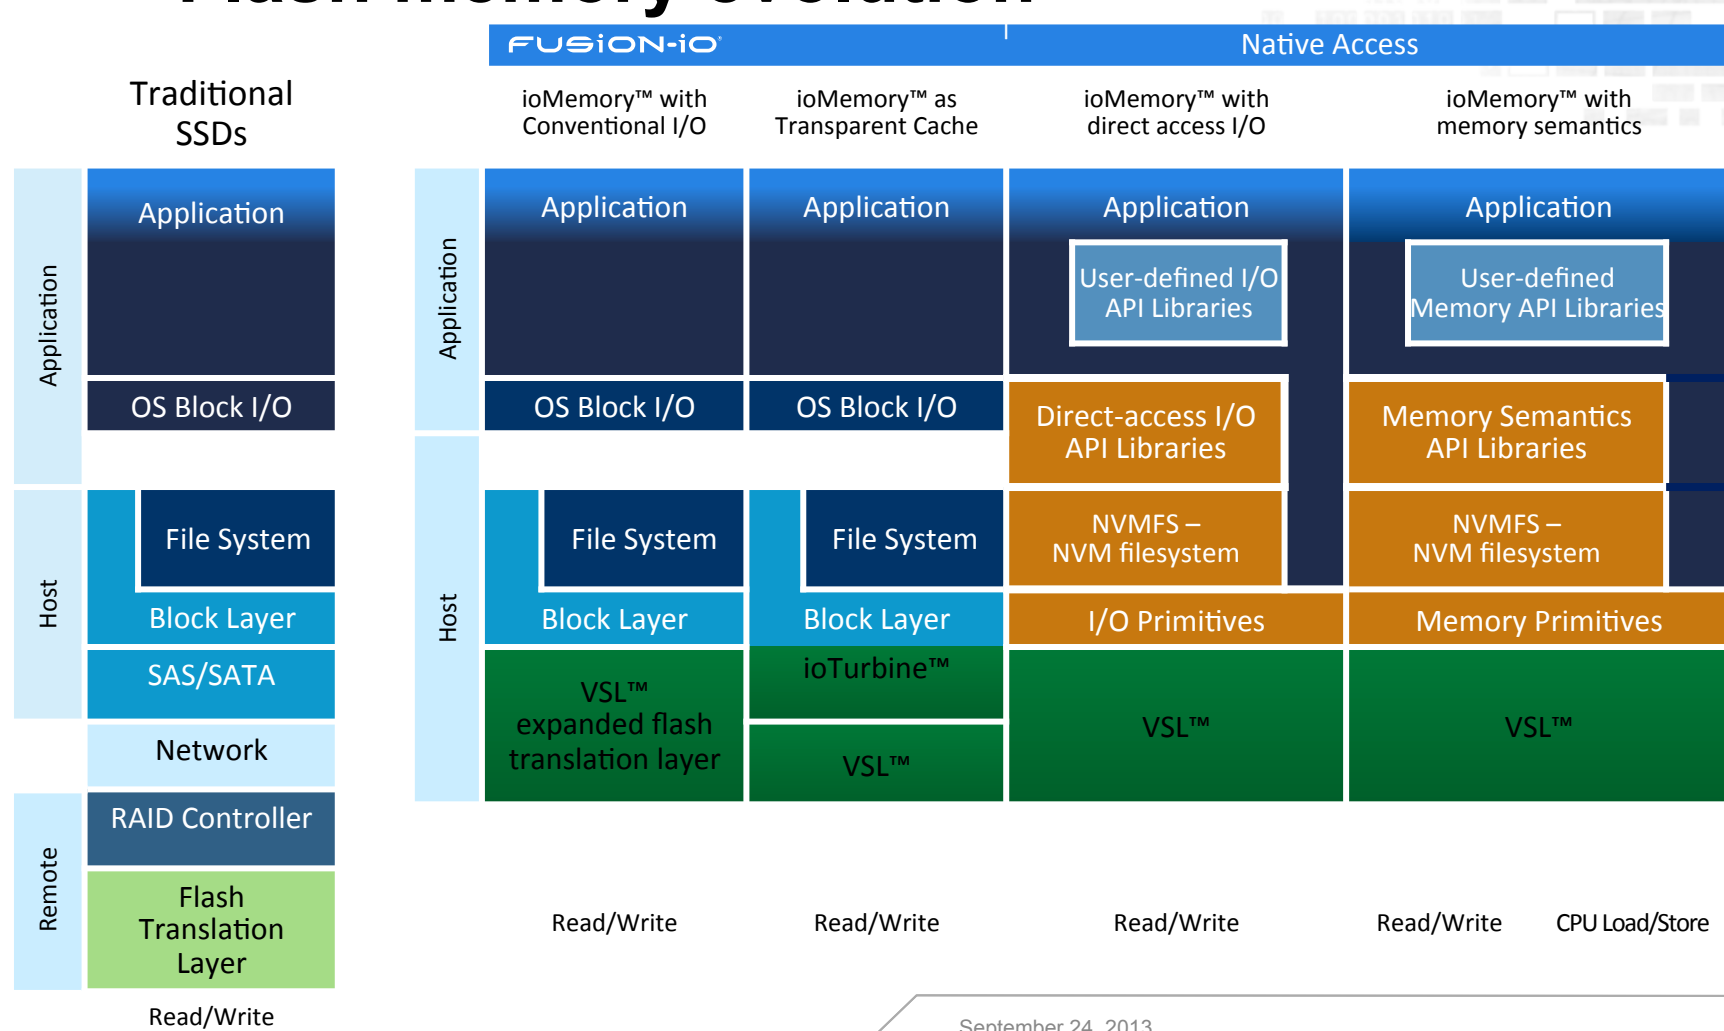 Flash memory evolution
FUSiON-iO
Native Access
Traditional
SSDs
ioMemory™ with
Conventional I/O
ioMemory™ as
Transparent Cache
ioMemory™ with
direct access I/O
ioMemory™ with
memory semantics
Application
Host
Remote
Application
OS Block I/O
File System
Block Layer
SAS/SATA
Network
RAID Controller
Flash
Translation
Layer
Read/Write
Application
Host
Application
OS Block I/O
File System
Block Layer
VSL™
expanded flash
translation layer
Read/Write
Application
OS Block I/O
File System
Block Layer
ioTurbine™
VSL™
Read/Write
Application
User-defined I/O
API Libraries
Direct-access I/O
API Libraries
NVMFS –
NVM filesystem
I/O Primitives
VSL™
Read/Write
Application
User-defined
Memory API Libraries
Memory Semantics
API Libraries
NVMFS –
NVM filesystem
Memory Primitives
VSL™
Read/Write
CPU Load/Store
September 24, 2013